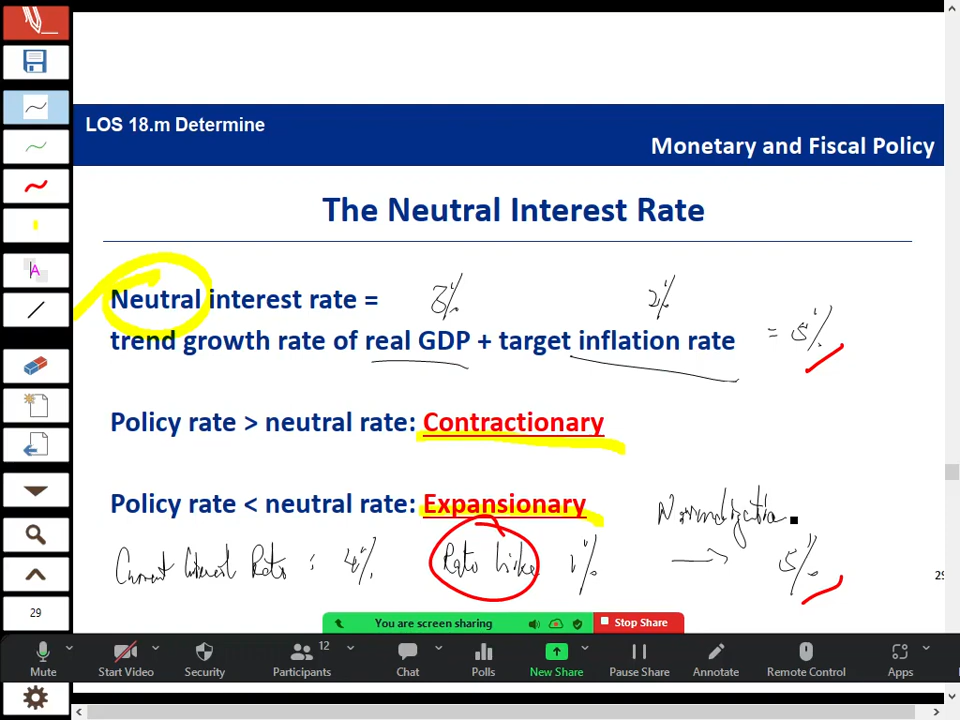 LOS 18.m Determine
Monetary and Fiscal Policy
The Neutral Interest Rate
3% 2%
Neutral interest rate =
trend growth rate of real GDP + target inflation rate = 5%
Policy rate > neutral rate: Contractionary
Policy rate < neutral rate: Expansionary
Normalization
Current Interest Rate : 4% Rate hike 1% → 5%
29
29
You are screen sharing Stop Share
12
Mute Start Video Security Participants Chat Polls New Share Pause Share Annotate Remote Control Apps